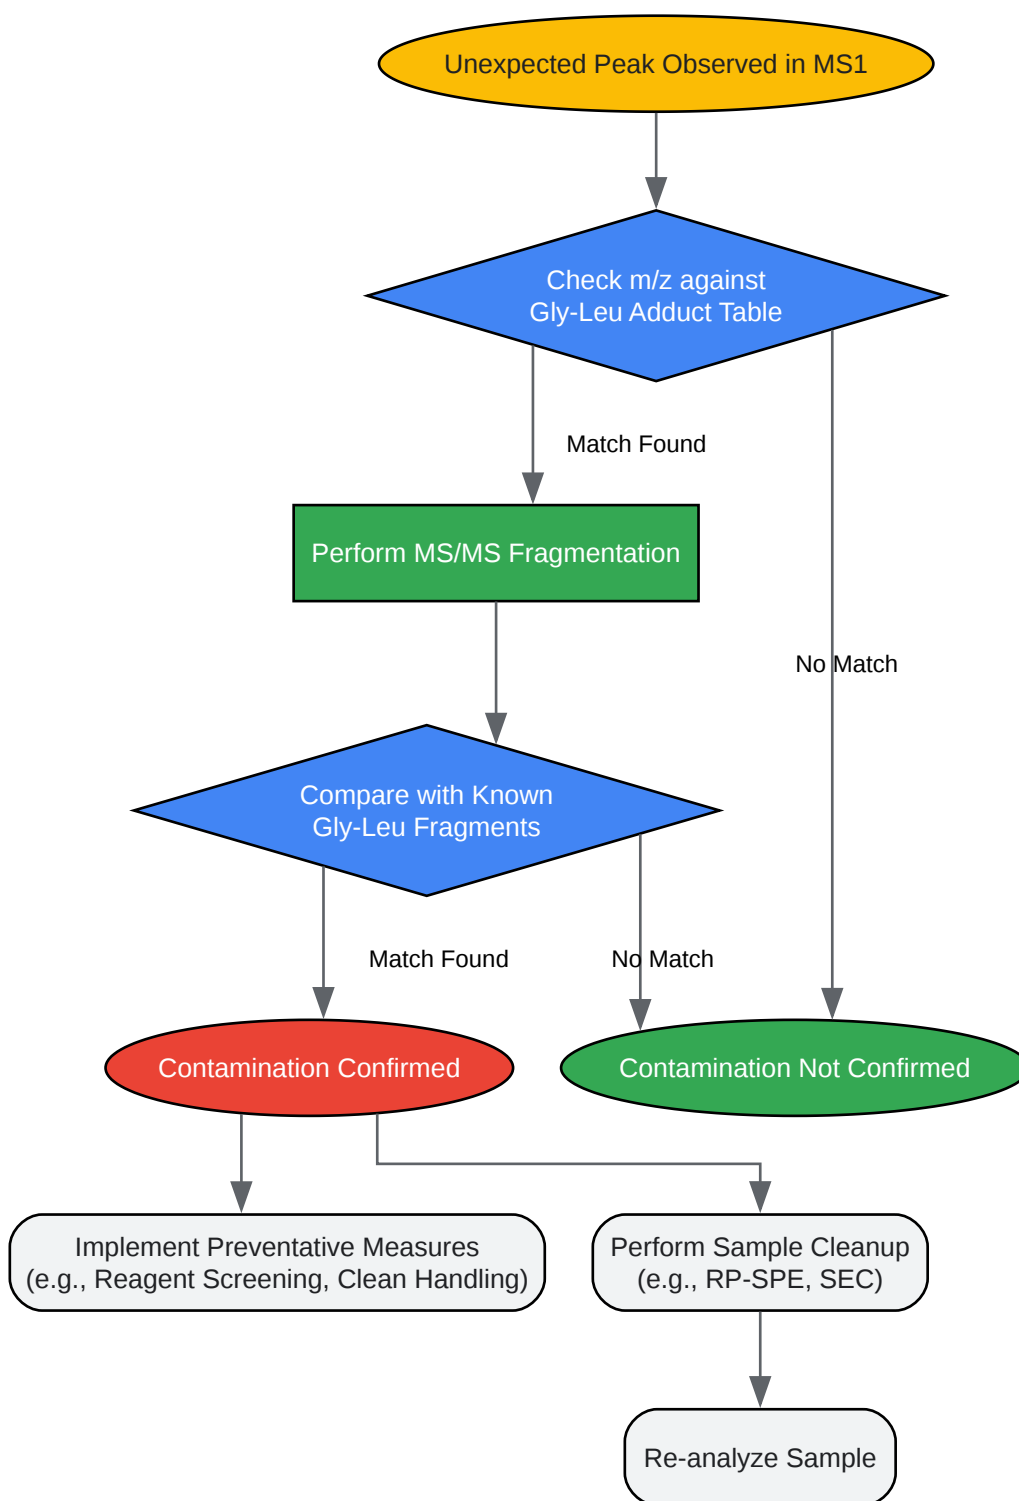 Unexpected Peak Observed in MS1
Check m/z against
Gly-Leu Adduct Table
Match Found
Perform MS/MS Fragmentation
No Match
Compare with Known
Gly-Leu Fragments
Match Found
No Match
Contamination Confirmed
Contamination Not Confirmed
Implement Preventative Measures
(e.g., Reagent Screening, Clean Handling)
Perform Sample Cleanup
(e.g., RP-SPE, SEC)
Re-analyze Sample